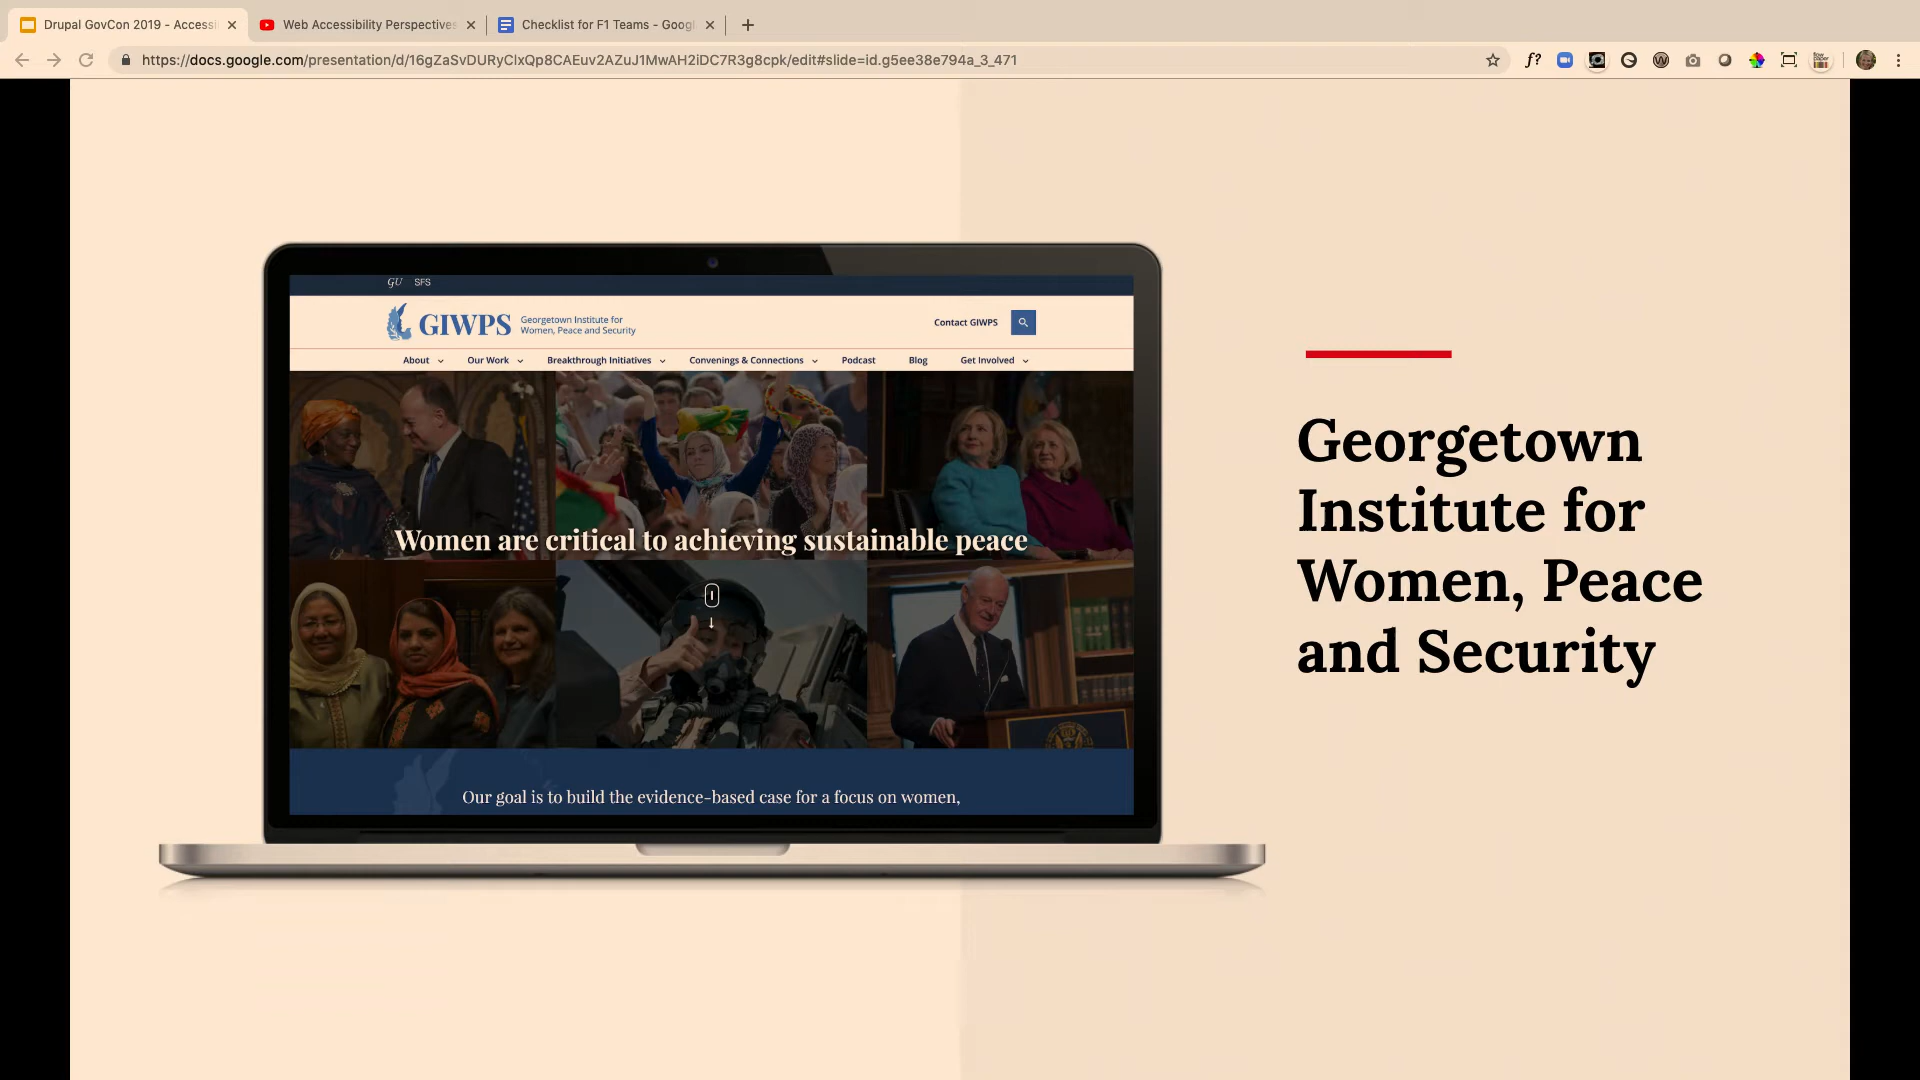 Drupal GovCon 2019 - Accessi
Web Accessibility Perspectives
Checklist for F1 Teams - Googl
https://docs.google.com/presentation/d/16gZaSvDURyClxQp8CAEuv2AZuJ1MwAH2iDC7R3g8cpk/edit#slide=id.g5ee38e794a_3_471
f?
GU SFS
GIWPS Georgetown Institute for
Women, Peace and Security
Contact GIWPS
About Our Work Breakthrough Initiatives Convenings & Connections Podcast Blog Get Involved
Women are critical to achieving sustainable peace
Our goal is to build the evidence-based case for a focus on women,
Georgetown
Institute for
Women, Peace
and Security